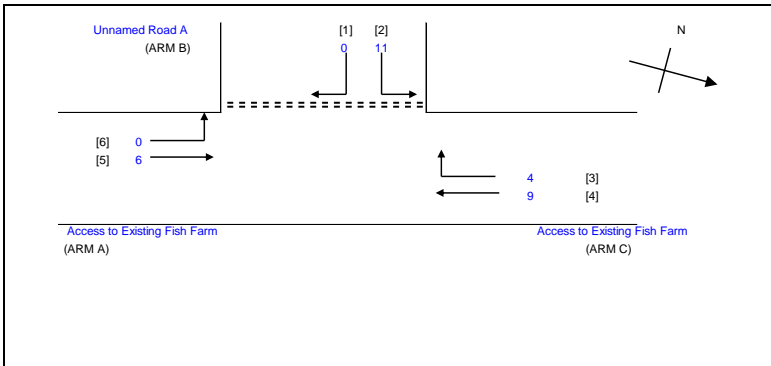 Unnamed Road A [1] [2] N
(ARM B) 0 11
[6] 0
[5] 6
4 [3]
9 [4]
Access to Existing Fish Farm Access to Existing Fish Farm
(ARM A) (ARM C)